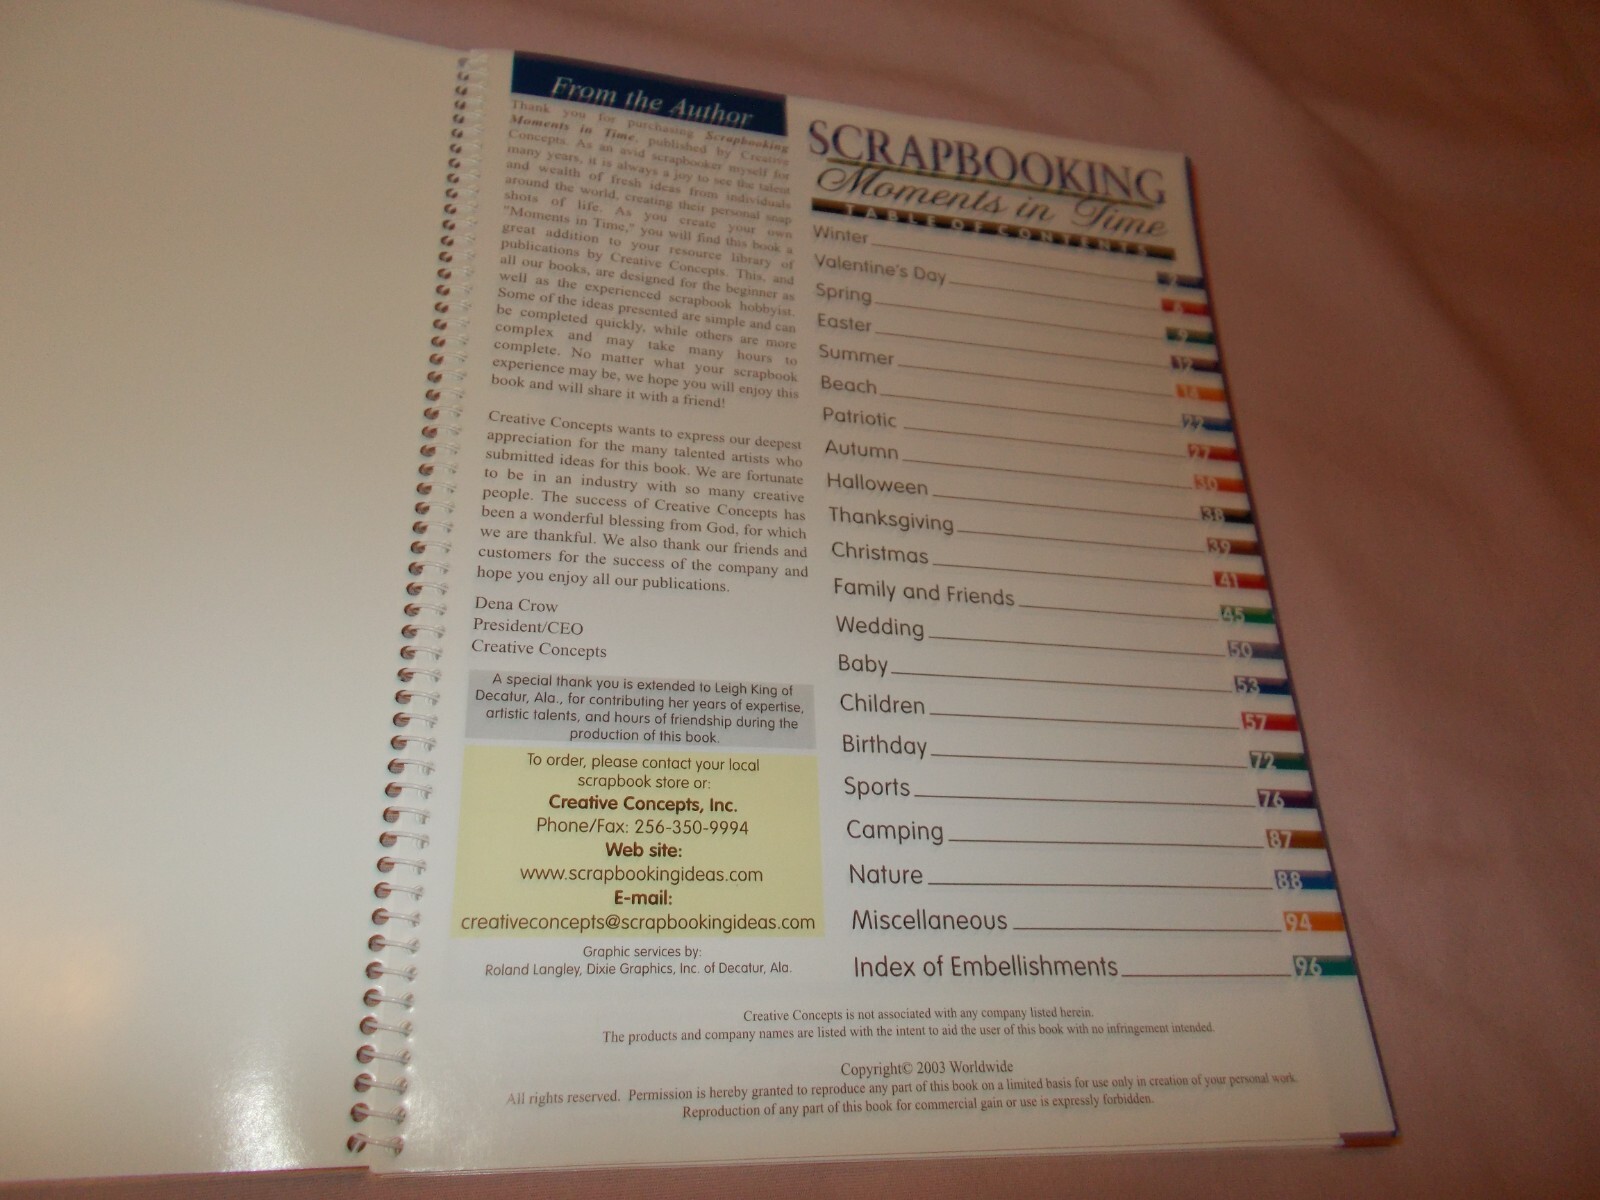 From the Author
Thank you for purchasing Scrapbooking
Moments in Time, published by Creative
Concepts. As an avid scrapbooker myself for
many years, it is always a joy to see the talent
and wealth of fresh ideas from individuals
around the world, creating their personal snap
shots of life. As you create your own
"Moments in Time," you will find this book a
great addition to your resource library of
publications by Creative Concepts. This, and
all our books, are designed for the beginner as
well as the experienced scrapbook hobbyist.
Some of the ideas presented are simple and can
be completed quickly, while others are more
complex and may take many hours to
complete. No matter what your scrapbook
experience may be, we hope you will enjoy this
book and will share it with a friend!
Creative Concepts wants to express our deepest
appreciation for the many talented artists who
submitted ideas for this book. We are fortunate
to be in an industry with so many creative
people. The success of Creative Concepts has
been a wonderful blessing from God, for which
we are thankful. We also thank our friends and
customers for the success of the company and
hope you enjoy all our publications.
Dena Crow
President/CEO
Creative Concepts
A special thank you is extended to Leigh King of
Decatur, Ala., for contributing her years of expertise,
artistic talents, and hours of friendship during the
production of this book.
To order, please contact your local
scrapbook store or:
Creative Concepts, Inc.
Phone/Fax: 256-350-9994
Web site:
www.scrapbookingideas.com
E-mail:
creativeconcepts@scrapbookingideas.com
Graphic services by:
Roland Langley, Dixie Graphics, Inc. of Decatur, Ala.
SCRAPBOOKING
Moments in Time
TABLE OF CONTENTS
Winter 2
Valentine's Day 6
Spring 9
Easter 12
Summer
Beach 22
Patriotic 27
Autumn 30
Halloween 38
Thanksgiving 39
Christmas 41
Family and Friends 45
Wedding 50
Baby 53
Children 57
Birthday 72
Sports 76
Camping 87
Nature 88
Miscellaneous 94
Index of Embellishments 96
Creative Concepts is not associated with any company listed herein.
The products and company names are listed with the intent to aid the user of this book with no infringement intended.
Copyright© 2003 Worldwide
All rights reserved. Permission is hereby granted to reproduce any part of this book on a limited basis for use only in creation of your personal work.
Reproduction of any part of this book for commercial gain or use is expressly forbidden.